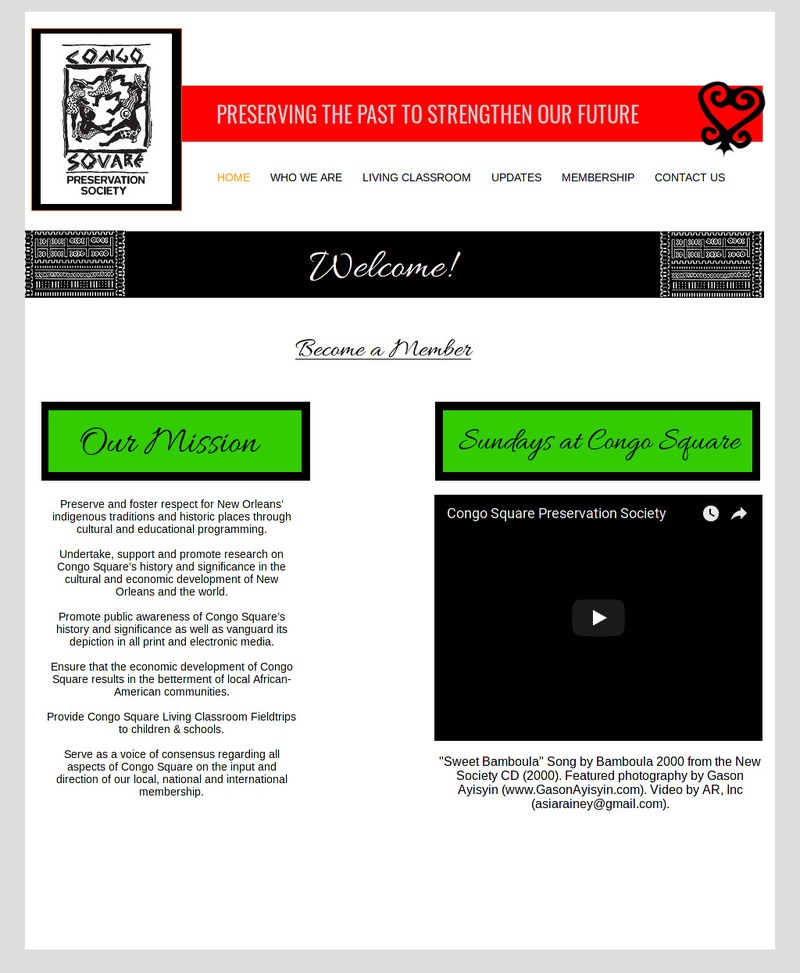 CONGO
SQUARE
PRESERVATION
SOCIETY
PRESERVING THE PAST TO STRENGTHEN OUR FUTURE
HOME WHO WE ARE LIVING CLASSROOM UPDATES MEMBERSHIP CONTACT US
Welcome!
Become a Member
Our Mission
Preserve and foster respect for New Orleans’
indigenous traditions and historic places through
cultural and educational programming.
Undertake, support and promote research on
Congo Square’s history and significance in the
cultural and economic development of New
Orleans and the world.
Promote public awareness of Congo Square’s
history and significance as well as vanguard its
depiction in all print and electronic media.
Ensure that the economic development of Congo
Square results in the betterment of local African-
American communities.
Provide Congo Square Living Classroom Fieldtrips
to children & schools.
Serve as a voice of consensus regarding all
aspects of Congo Square on the input and
direction of our local, national and international
membership.
Sundays at Congo Square
Congo Square Preservation Society
"Sweet Bamboula" Song by Bamboula 2000 from the New
Society CD (2000). Featured photography by Gason
Ayisyin (www.GasonAyisyin.com). Video by AR, Inc
(asiarainey@gmail.com).